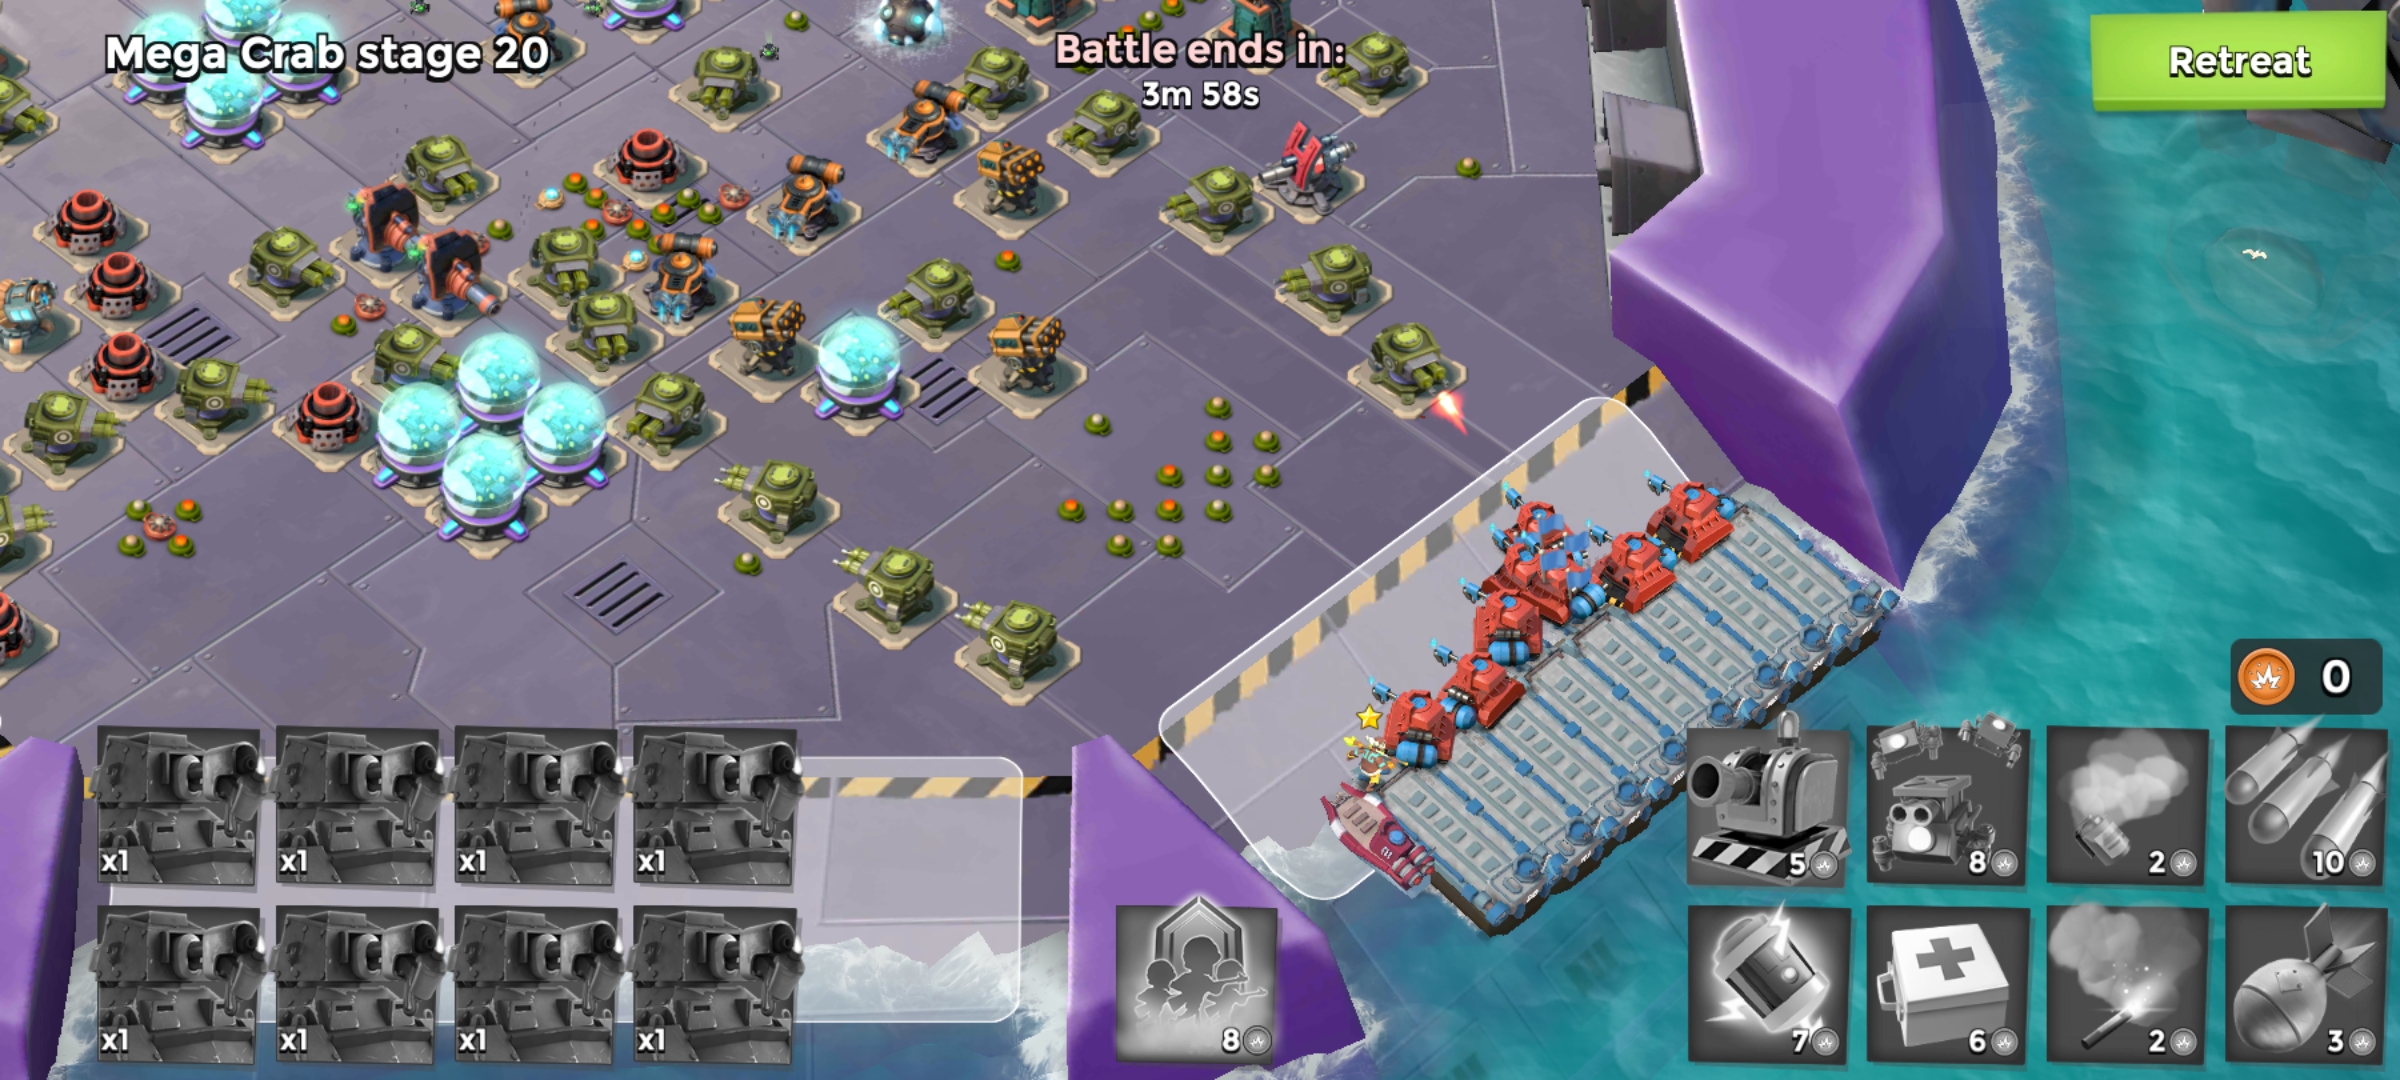 Mega Crab stage 20
Battle ends in:
3m 58s
Retreat
0
x1
x1
x1
x1
5
8
2
10
x1
x1
x1
x1
8
7
6
2
3